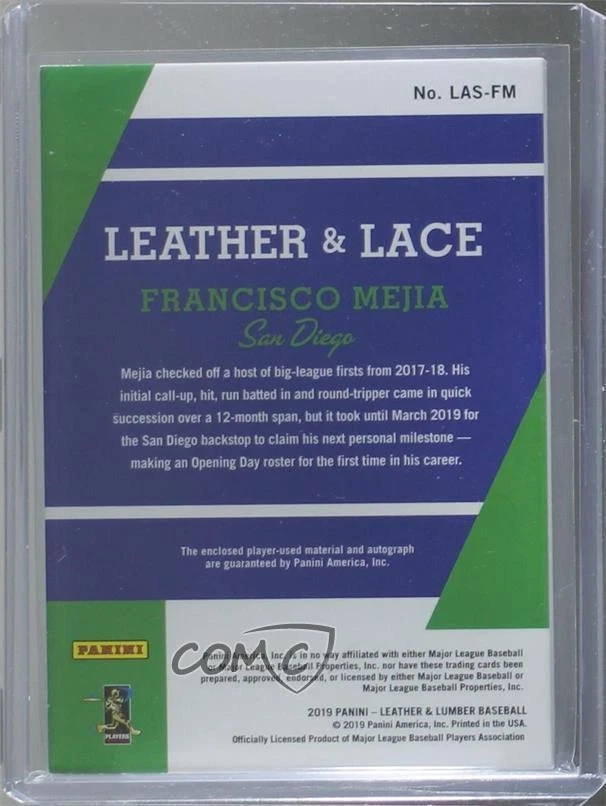 No. LAS-FM
LEATHER & LACE
FRANCISCO MEJIA
San Diego
Mejia checked off a host of big-league firsts from 2017-18. His
initial call-up, hit, run batted in and round-tripper came in quick
succession over a 12-month span, but it took until March 2019 for
the San Diego backstop to claim his next personal milestone —
making an Opening Day roster for the first time in his career.
The enclosed player-used material and autograph
are guaranteed by Panini America, Inc.
PANINI
COMC
Panini America, Inc. is in no way affiliated with either Major League Baseball
or Major League Baseball Properties, Inc. nor have these trading cards been
prepared, approved, endorsed, or licensed by either Major League Baseball or
Major League Baseball Properties, Inc.
PLAYERS
2019 PANINI – LEATHER & LUMBER BASEBALL
© 2019 Panini America, Inc. Printed in the USA.
Officially Licensed Product of Major League Baseball Players Association